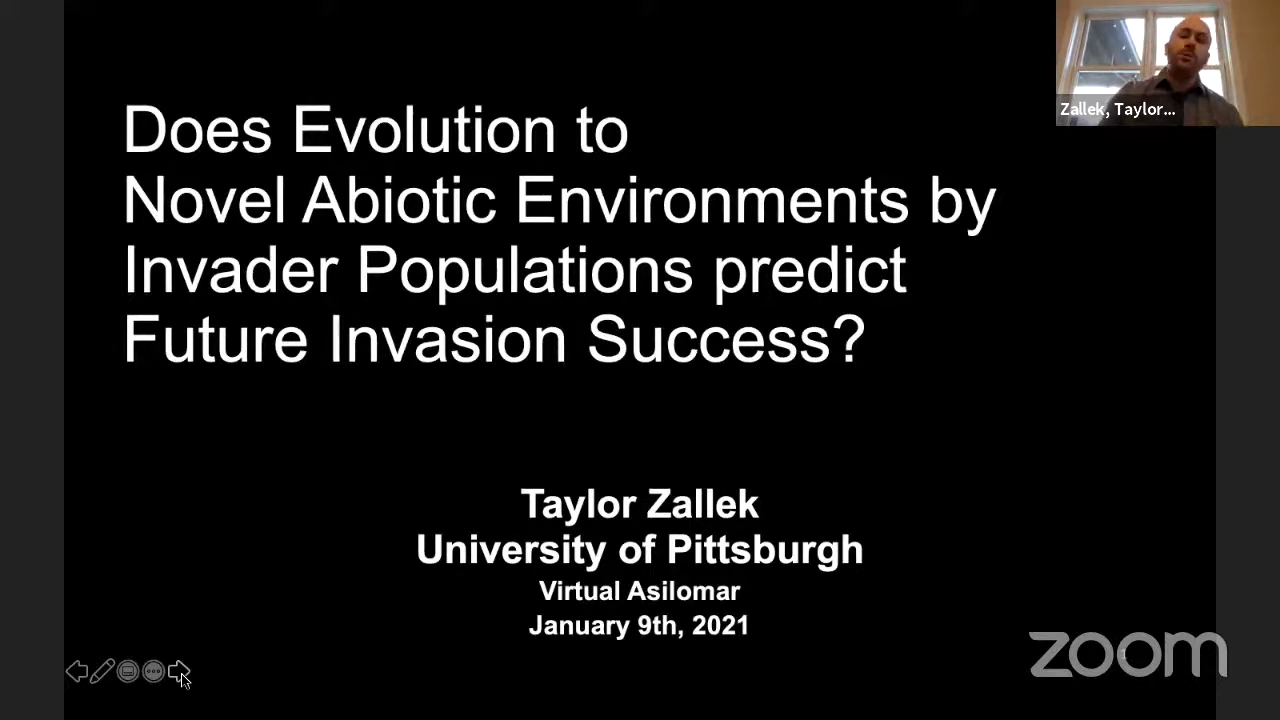 Does Evolution to
Novel Abiotic Environments by
Invader Populations predict
Future Invasion Success?
Taylor Zallek
University of Pittsburgh
Virtual Asilomar
January 9th, 2021
Zallek, Taylor...
zoom
1